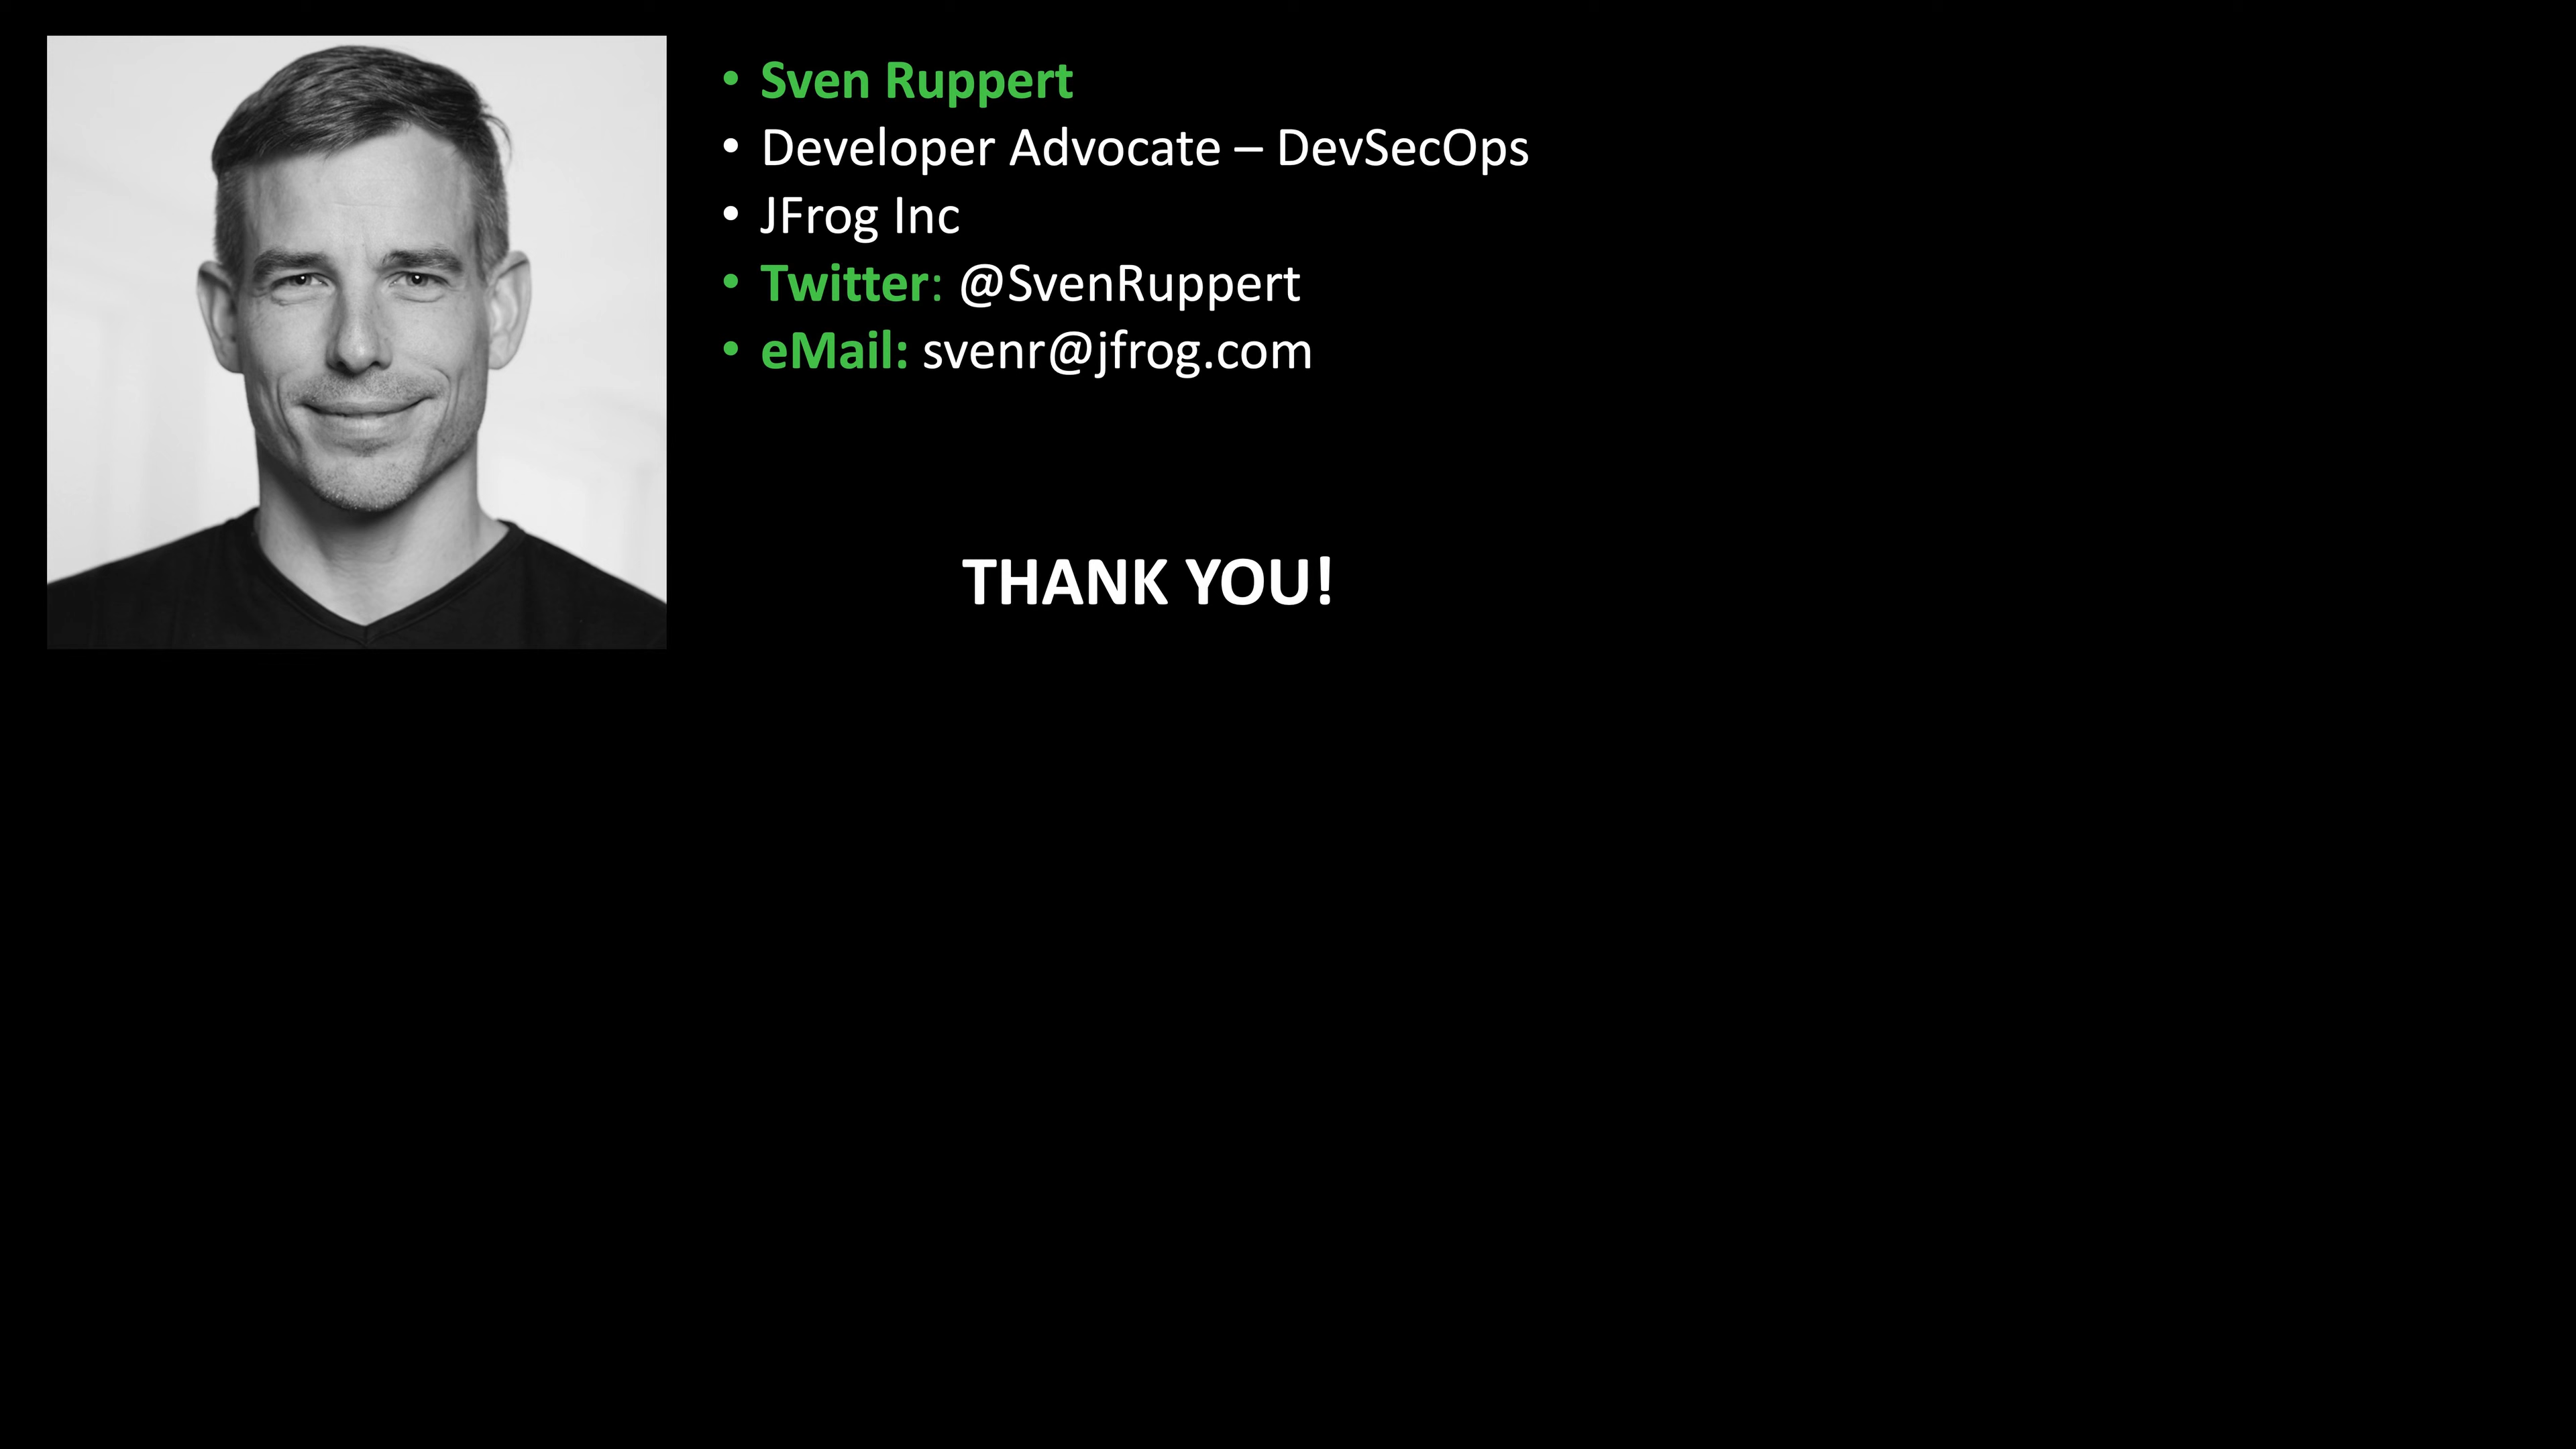 • Sven Ruppert
• Developer Advocate – DevSecOps
• JFrog Inc
• Twitter: @SvenRuppert
• eMail: svenr@jfrog.com
THANK YOU!